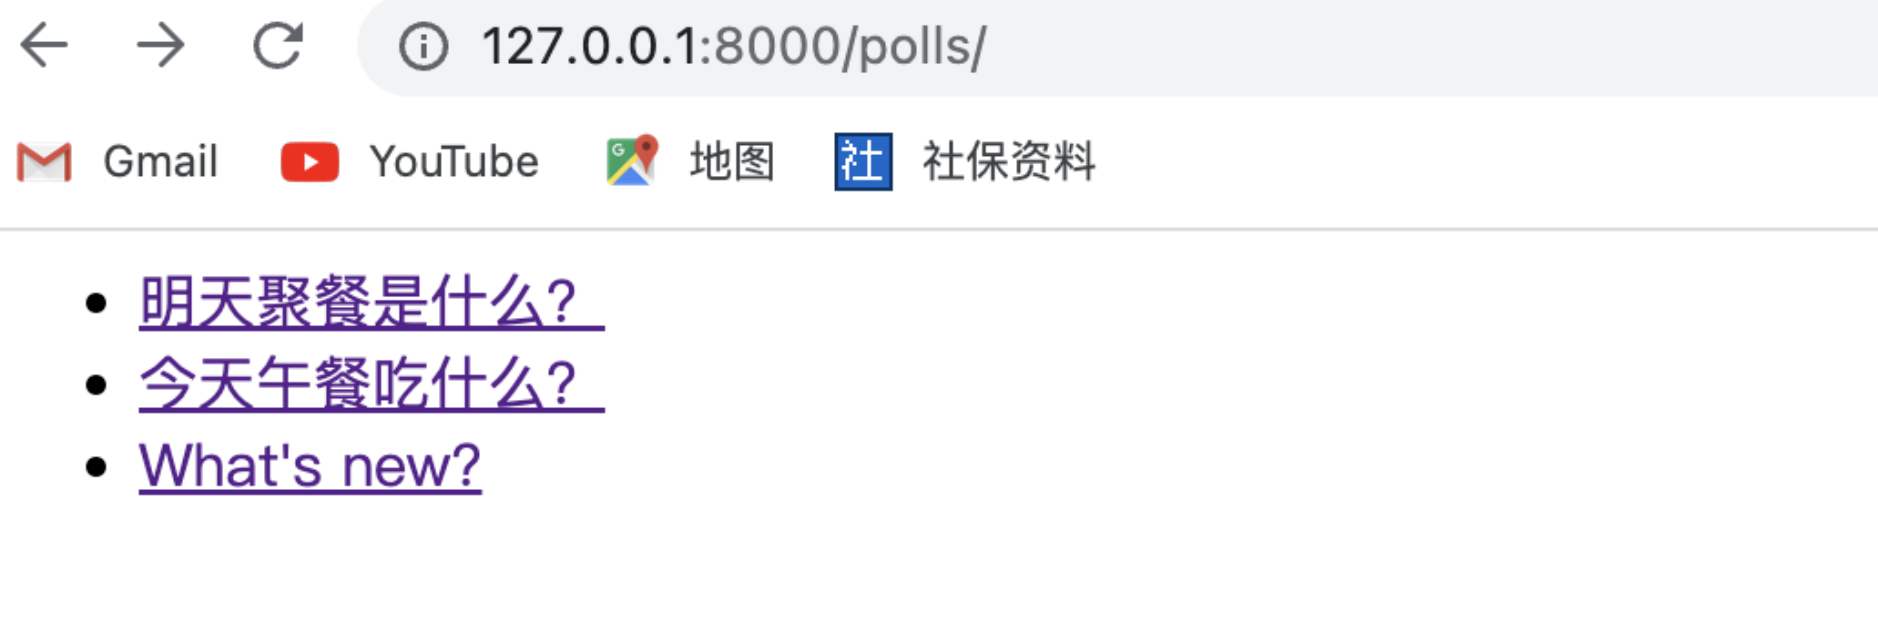 127.0.0.1:8000/polls/
Gmail YouTube 地图 社 社保资料
明天聚餐是什么？
今天午餐吃什么？
What's new?